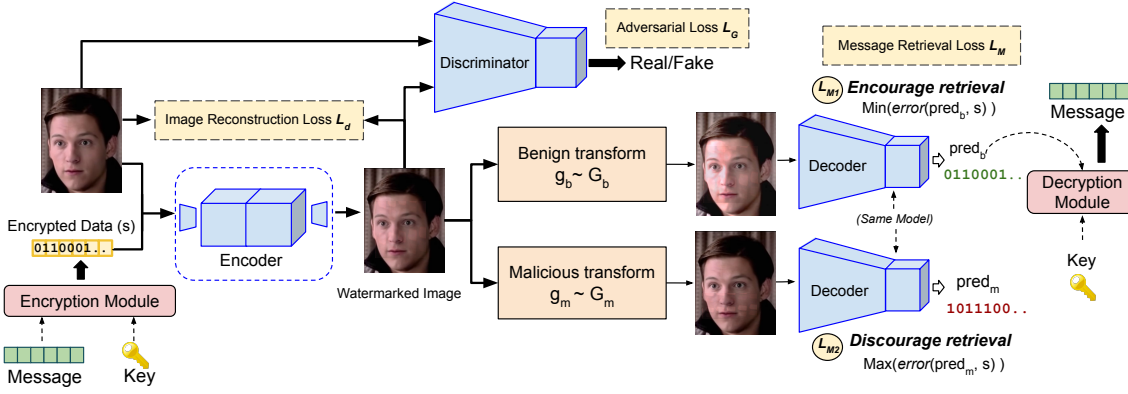 Adversarial Loss L_G
Discriminator
Real/Fake
Message Retrieval Loss L_M
L_M1 Encourage retrieval
Min(error(pred_b, s) )
Message
Image Reconstruction Loss L_d
Benign transform
g_b ~ G_b
Decoder
pred_b
0110001..
Decryption
Module
Encrypted Data (s)
0110001..
Encoder
(Same Model)
Watermarked Image
Malicious transform
g_m ~ G_m
Decoder
pred_m
1011100..
Key
Encryption Module
L_M2 Discourage retrieval
Max(error(pred_m, s) )
Message
Key